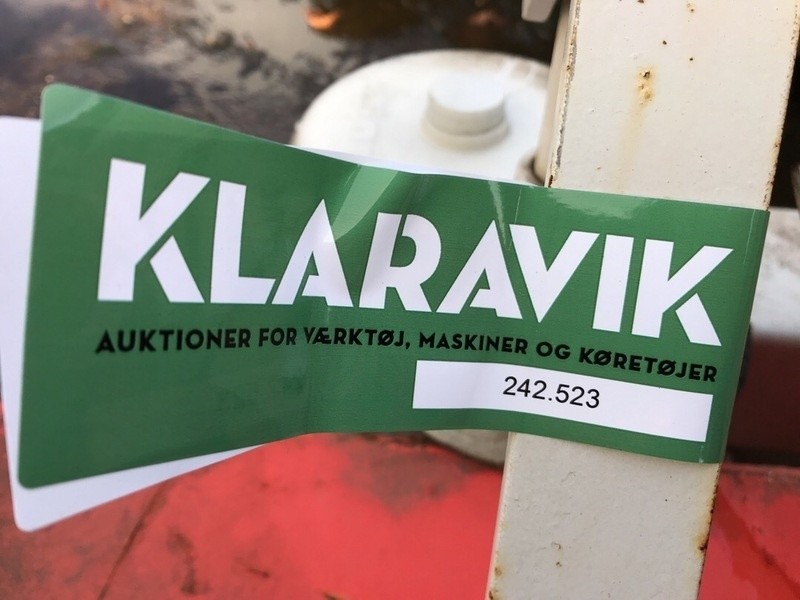 KLARAVIK
AUKTIONER FOR VÆRKTØJ, MASKINER OG KØRETØJER
242.523